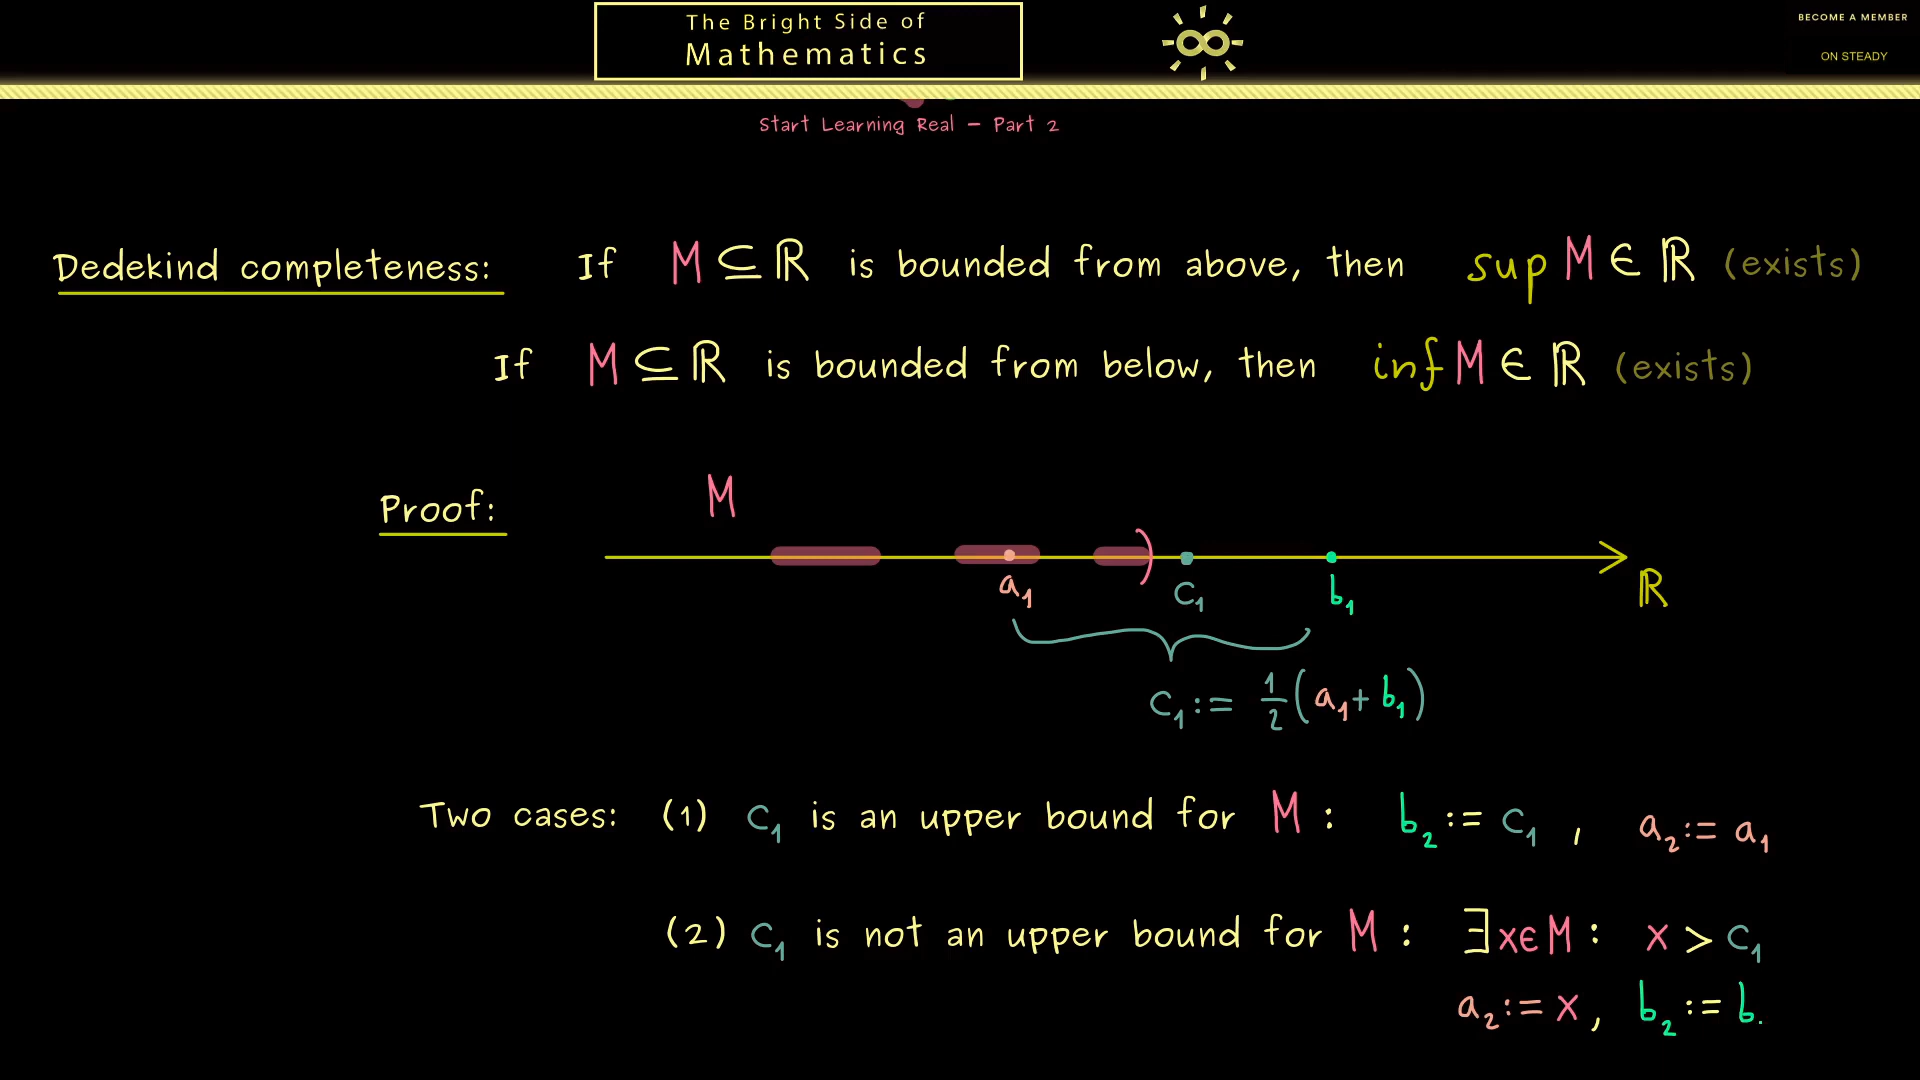 The Bright Side of
Mathematics
BECOME A MEMBER
ON STEADY
Start Learning Real – Part 2
Dedekind completeness: If M ⊆ ℝ is bounded from above, then sup M ∈ ℝ (exists)
If M ⊆ ℝ is bounded from below, then inf M ∈ ℝ (exists)
Proof:
M
a₁ c₁ b₁ ℝ
c₁ := 1/2 (a₁ + b₁)
Two cases: (1) c₁ is an upper bound for M : b₂ := c₁ , a₂ := a₁
(2) c₁ is not an upper bound for M : ∃ x ∈ M : x > c₁
a₂ := x , b₂ := b.